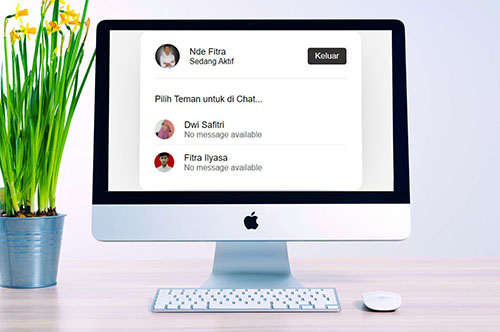 Nde Fitra
Sedang Aktif
Keluar
Pilih Teman untuk di Chat...
Dwi Safitri
No message available
Fitra Ilyasa
No message available